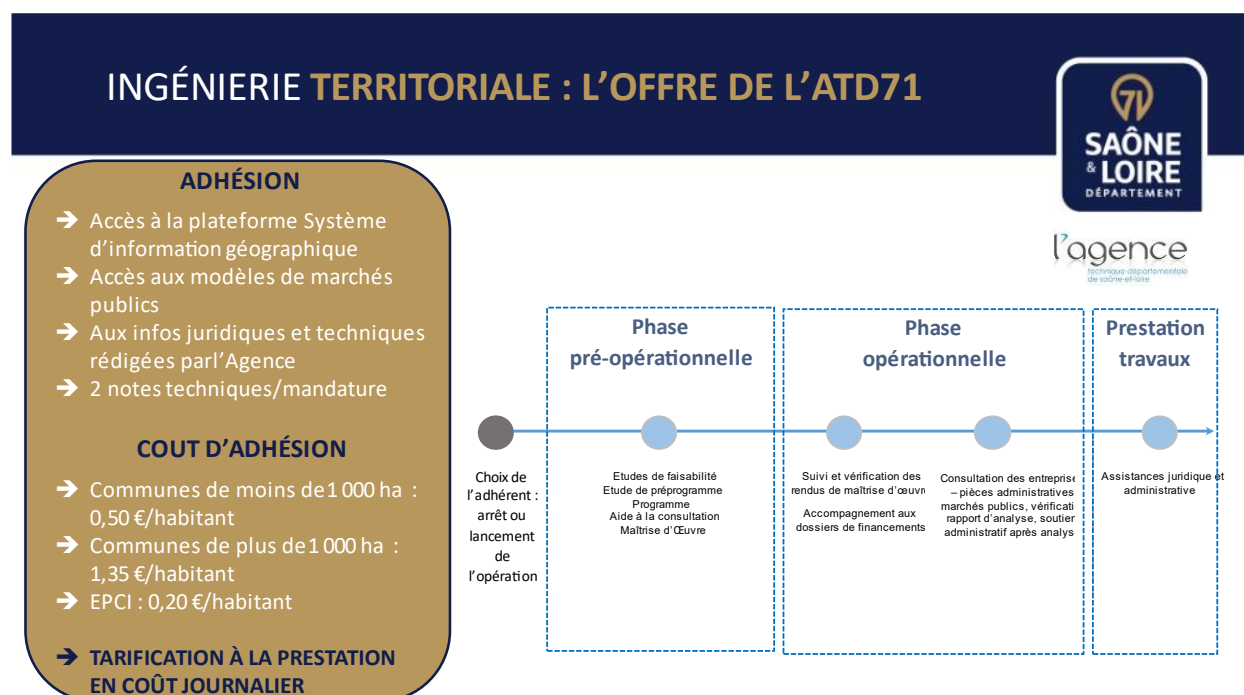 INGÉNIERIE TERRITORIALE : L'OFFRE DE L'ATD71
71
SAÔNE
& LOIRE
DÉPARTEMENT
l'agence
technique départementale
de saône-et-loire
ADHÉSION
➔ Accès à la plateforme Système
d'information géographique
➔ Accès aux modèles de marchés
publics
➔ Aux infos juridiques et techniques
rédigées parl'Agence
➔ 2 notes techniques/mandature
COUT D'ADHÉSION
➔ Communes de moins de1 000 ha :
0,50 €/habitant
➔ Communes de plus de1 000 ha :
1,35 €/habitant
➔ EPCI : 0,20 €/habitant
➔ TARIFICATION À LA PRESTATION
EN COÛT JOURNALIER
Choix de
l'adhérent :
arrêt ou
lancement
de
l'opération
Phase
pré-opérationnelle
Etudes de faisabilité
Etude de préprogramme
Programme
Aide à la consultation
Maîtrise d'Œuvre
Phase
opérationnelle
Suivi et vérification des
rendus de maîtrise d'œuvr
Accompagnement aux
dossiers de financements
Consultation des entreprise
– pièces administratives
marchés publics, vérificati
rapport d'analyse, soutien
administratif après analys
Prestation
travaux
Assistances juridique et
administrative